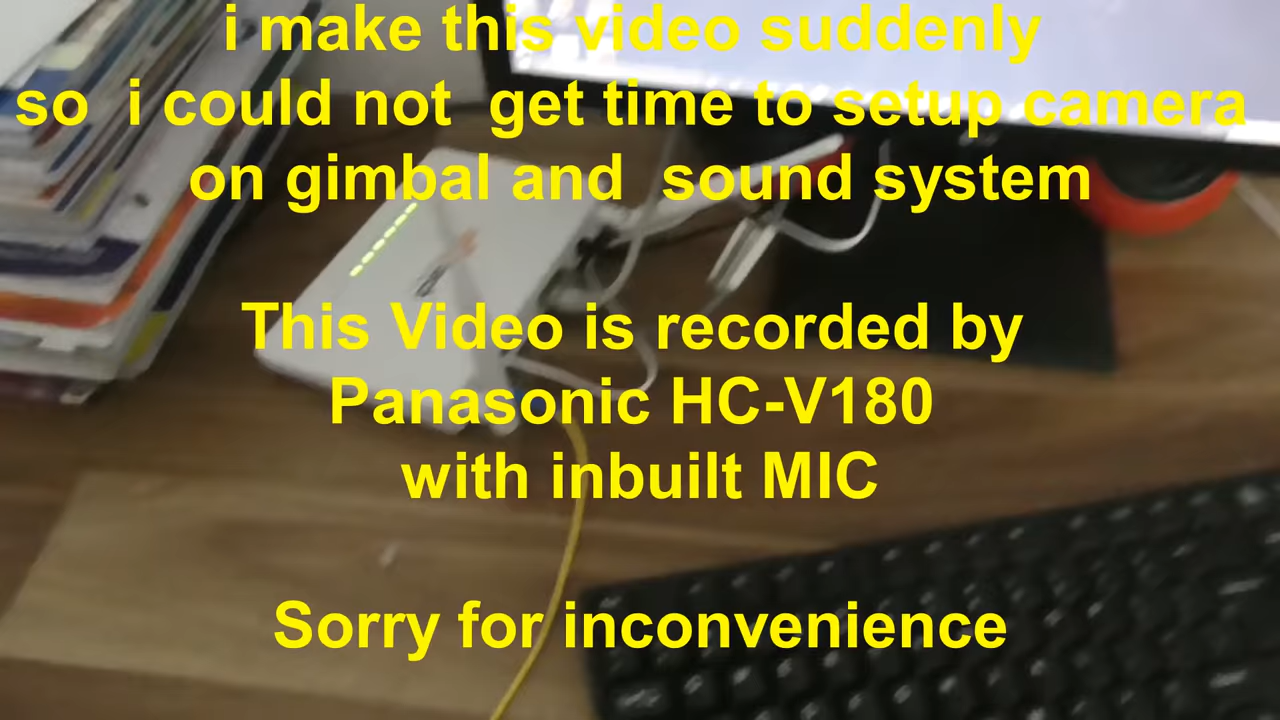 i make this video suddenly
so i could not get time to setup camera
on gimbal and sound system
This Video is recorded by
Panasonic HC-V180
with inbuilt MIC
Sorry for inconvenience